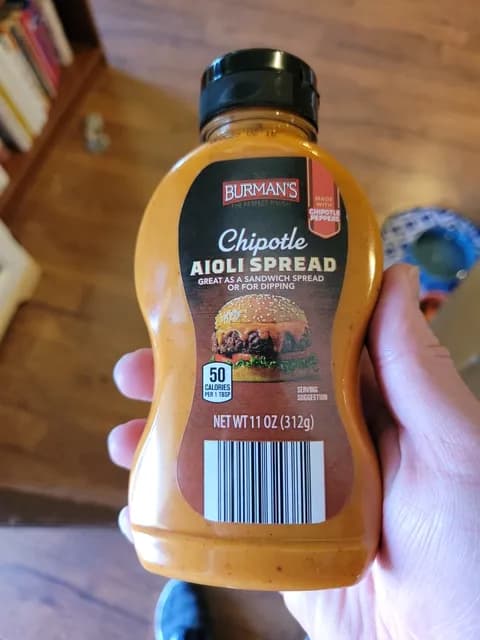 BURMAN'S
THE PERFECT FINISH
MADE
WITH
CHIPOTLE
PEPPERS
Chipotle
AIOLI SPREAD
GREAT AS A SANDWICH SPREAD
OR FOR DIPPING
50
CALORIES
PER 1 TBSP
SERVING
SUGGESTION
NET WT 11 OZ (312g)